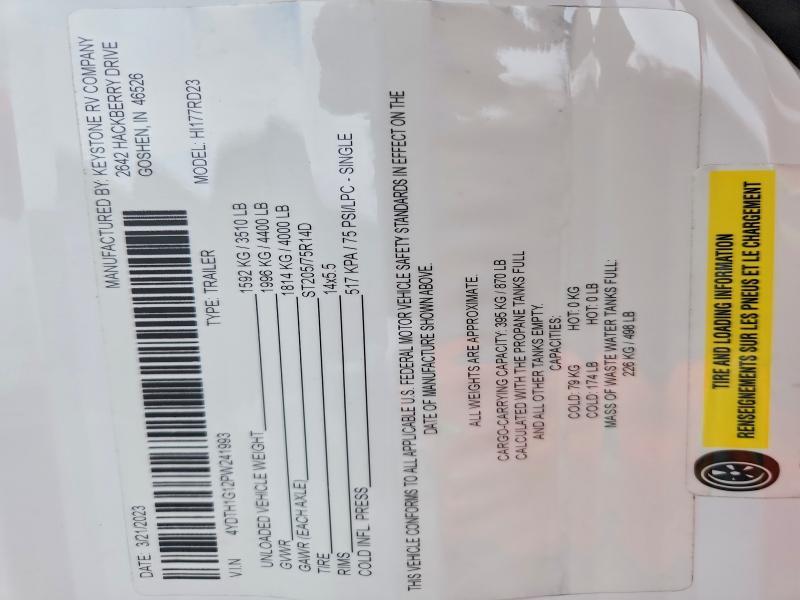 MANUFACTURED BY: KEYSTONE RV COMPANY
2642 HACKBERRY DRIVE
GOSHEN, IN 46526
DATE: 3/21/2023
MODEL: HI177RD23
TYPE: TRAILER
V.I.N 4YDTH1G12PW241993
UNLOADED VEHICLE WEIGHT 1592 KG / 3510 LB
GVWR 1996 KG / 4400 LB
GAWR (EACH AXLE) 1814 KG / 4000 LB
TIRE ST205/75R14D
RIMS 14x5.5
COLD INFL. PRESS 517 KPA / 75 PSI/LPC - SINGLE
THIS VEHICLE CONFORMS TO ALL APPLICABLE U.S. FEDERAL MOTOR VEHICLE SAFETY STANDARDS IN EFFECT ON THE
DATE OF MANUFACTURE SHOWN ABOVE.
ALL WEIGHTS ARE APPROXIMATE.
CARGO-CARRYING CAPACITY: 395 KG / 870 LB
CALCULATED WITH THE PROPANE TANKS FULL
AND ALL OTHER TANKS EMPTY.
CAPACITIES:
COLD: 79 KG HOT: 0 KG
COLD: 174 LB HOT: 0 LB
MASS OF WASTE WATER TANKS FULL:
226 KG / 498 LB
TIRE AND LOADING INFORMATION
RENSEIGNEMENTS SUR LES PNEUS ET LE CHARGEMENT